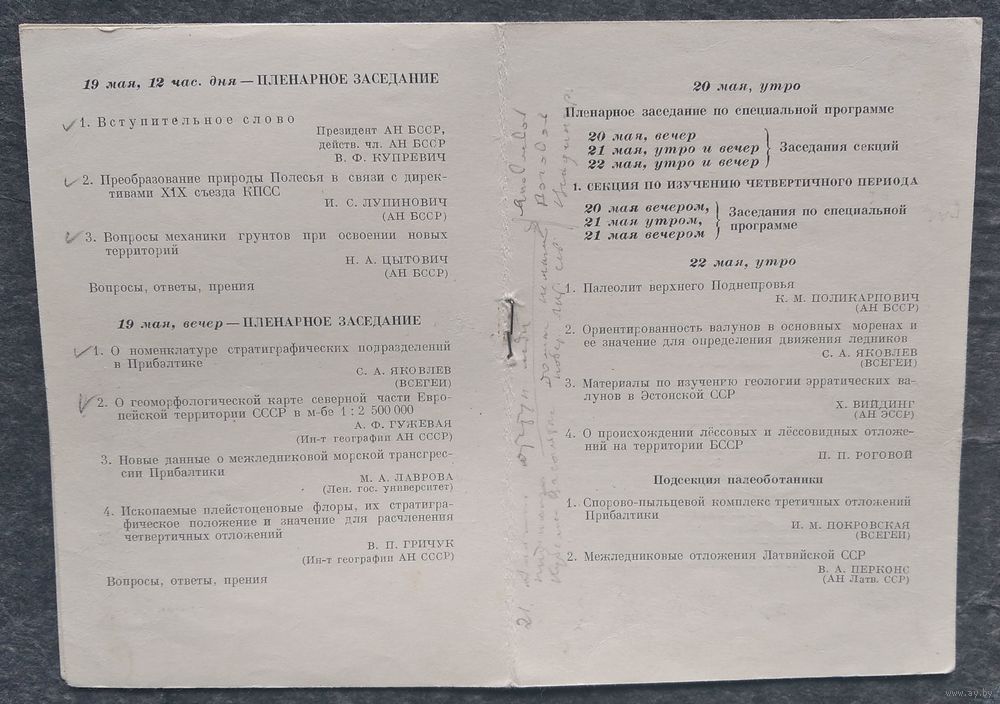 19 мая, 12 час. дня — ПЛЕНАРНОЕ ЗАСЕДАНИЕ
1. Вступительное слово
Президент АН БССР,
действ. чл. АН БССР
В. Ф. КУПРЕВИЧ
2. Преобразование природы Полесья в связи с дирек-
тивами X1X съезда КПСС
И. С. ЛУПИНОВИЧ
(АН БССР)
3. Вопросы механики грунтов при освоении новых
территорий
Н. А. ЦЫТОВИЧ
(АН БССР)
Вопросы, ответы, прения
19 мая, вечер — ПЛЕНАРНОЕ ЗАСЕДАНИЕ
1. О номенклатуре стратиграфических подразделений
в Прибалтике
С. А. ЯКОВЛЕВ
(ВСЕГЕИ)
2. О геоморфологической карте северной части Евро-
пейской территории СССР в м-бе 1 : 2 500 000
А. Ф. ГУЖЕВАЯ
(Ин-т географии АН СССР)
3. Новые данные о межледниковой морской трансгрес-
сии Прибалтики
М. А. ЛАВРОВА
(Лен. гос. университет)
4. Ископаемые плейстоценовые флоры, их стратигра-
фическое положение и значение для расчленения
четвертичных отложений
В. П. ГРИЧУК
(Ин-т географии АН СССР)
Вопросы, ответы, прения
20 мая, утро
Пленарное заседание по специальной программе
20 мая, вечер
21 мая, утро и вечер
22 мая, утро и вечер
Заседания секций
1. СЕКЦИЯ ПО ИЗУЧЕНИЮ ЧЕТВЕРТИЧНОГО ПЕРИОДА
20 мая вечером,
21 мая утром,
21 мая вечером
Заседания по специальной
программе
22 мая, утро
1. Палеолит верхнего Поднепровья
К. М. ПОЛИКАРПОВИЧ
(АН БССР)
2. Ориентированность валунов в основных моренах и
ее значение для определения движения ледников
С. А. ЯКОВЛЕВ
(ВСЕГЕИ)
3. Материалы по изучению геологии эрратических ва-
лунов в Эстонской ССР
Х. ВИЙДИНГ
(АН ЭССР)
4. О происхождении лёссовых и лёссовидных отложе-
ний на территории БССР
П. П. РОГОВОЙ
Подсекция палеоботаники
1. Спорово-пыльцевой комплекс третичных отложений
Прибалтики
И. М. ПОКРОВСКАЯ
(ВСЕГЕИ)
2. Межледниковые отложения Латвийской ССР
В. А. ПЕРКОНС
(АН Латв. ССР)
www.ay.by